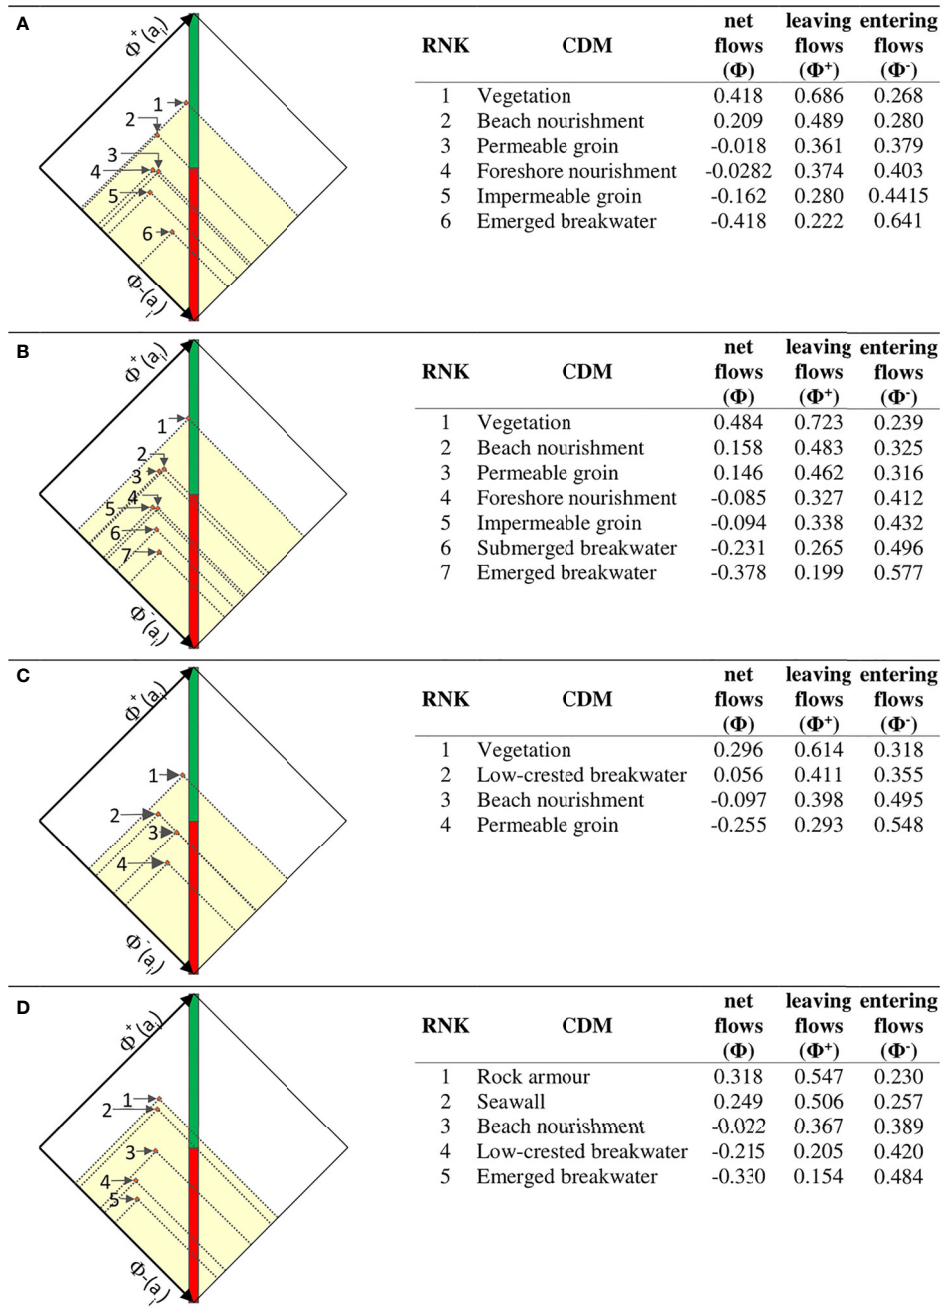 A
Φ+(ai)
1
2
3
4
5
6
Φ-(ai)
RNK CDM net flows (Φ) leaving flows (Φ+) entering flows (Φ-)
1 Vegetation 0.418 0.686 0.268
2 Beach nourishment 0.209 0.489 0.280
3 Permeable groin -0.018 0.361 0.379
4 Foreshore nourishment -0.0282 0.374 0.403
5 Impermeable groin -0.162 0.280 0.4415
6 Emerged breakwater -0.418 0.222 0.641
B
Φ+(ai)
1
2
3
4
5
6
7
Φ-(ai)
RNK CDM net flows (Φ) leaving flows (Φ+) entering flows (Φ-)
1 Vegetation 0.484 0.723 0.239
2 Beach nourishment 0.158 0.483 0.325
3 Permeable groin 0.146 0.462 0.316
4 Foreshore nourishment -0.085 0.327 0.412
5 Impermeable groin -0.094 0.338 0.432
6 Submerged breakwater -0.231 0.265 0.496
7 Emerged breakwater -0.378 0.199 0.577
C
Φ+(ai)
1
2
3
4
Φ-(ai)
RNK CDM net flows (Φ) leaving flows (Φ+) entering flows (Φ-)
1 Vegetation 0.296 0.614 0.318
2 Low-crested breakwater 0.056 0.411 0.355
3 Beach nourishment -0.097 0.398 0.495
4 Permeable groin -0.255 0.293 0.548
D
Φ+(ai)
1
2
3
4
5
Φ-(ai)
RNK CDM net flows (Φ) leaving flows (Φ+) entering flows (Φ-)
1 Rock armour 0.318 0.547 0.230
2 Seawall 0.249 0.506 0.257
3 Beach nourishment -0.022 0.367 0.389
4 Low-crested breakwater -0.215 0.205 0.420
5 Emerged breakwater -0.330 0.154 0.484